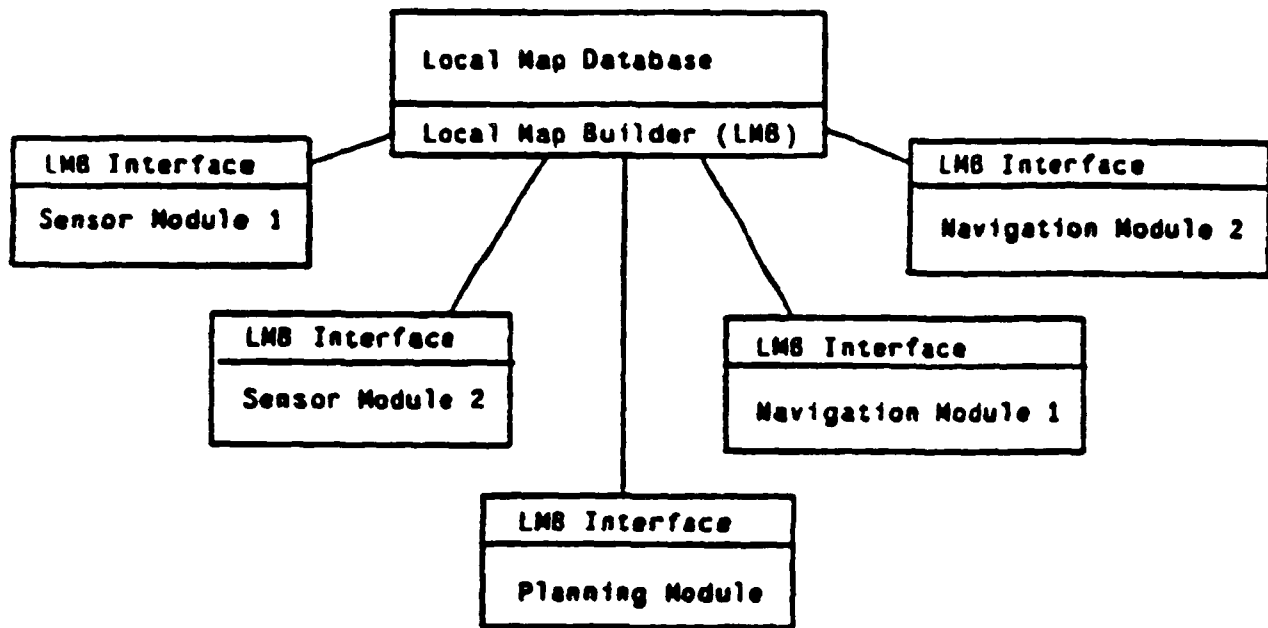 Local Map Database
Local Map Builder (LMB)
LMB Interface
Sensor Module 1
LMB Interface
Navigation Module 2
LMB Interface
Sensor Module 2
LMB Interface
Navigation Module 1
LMB Interface
Planning Module